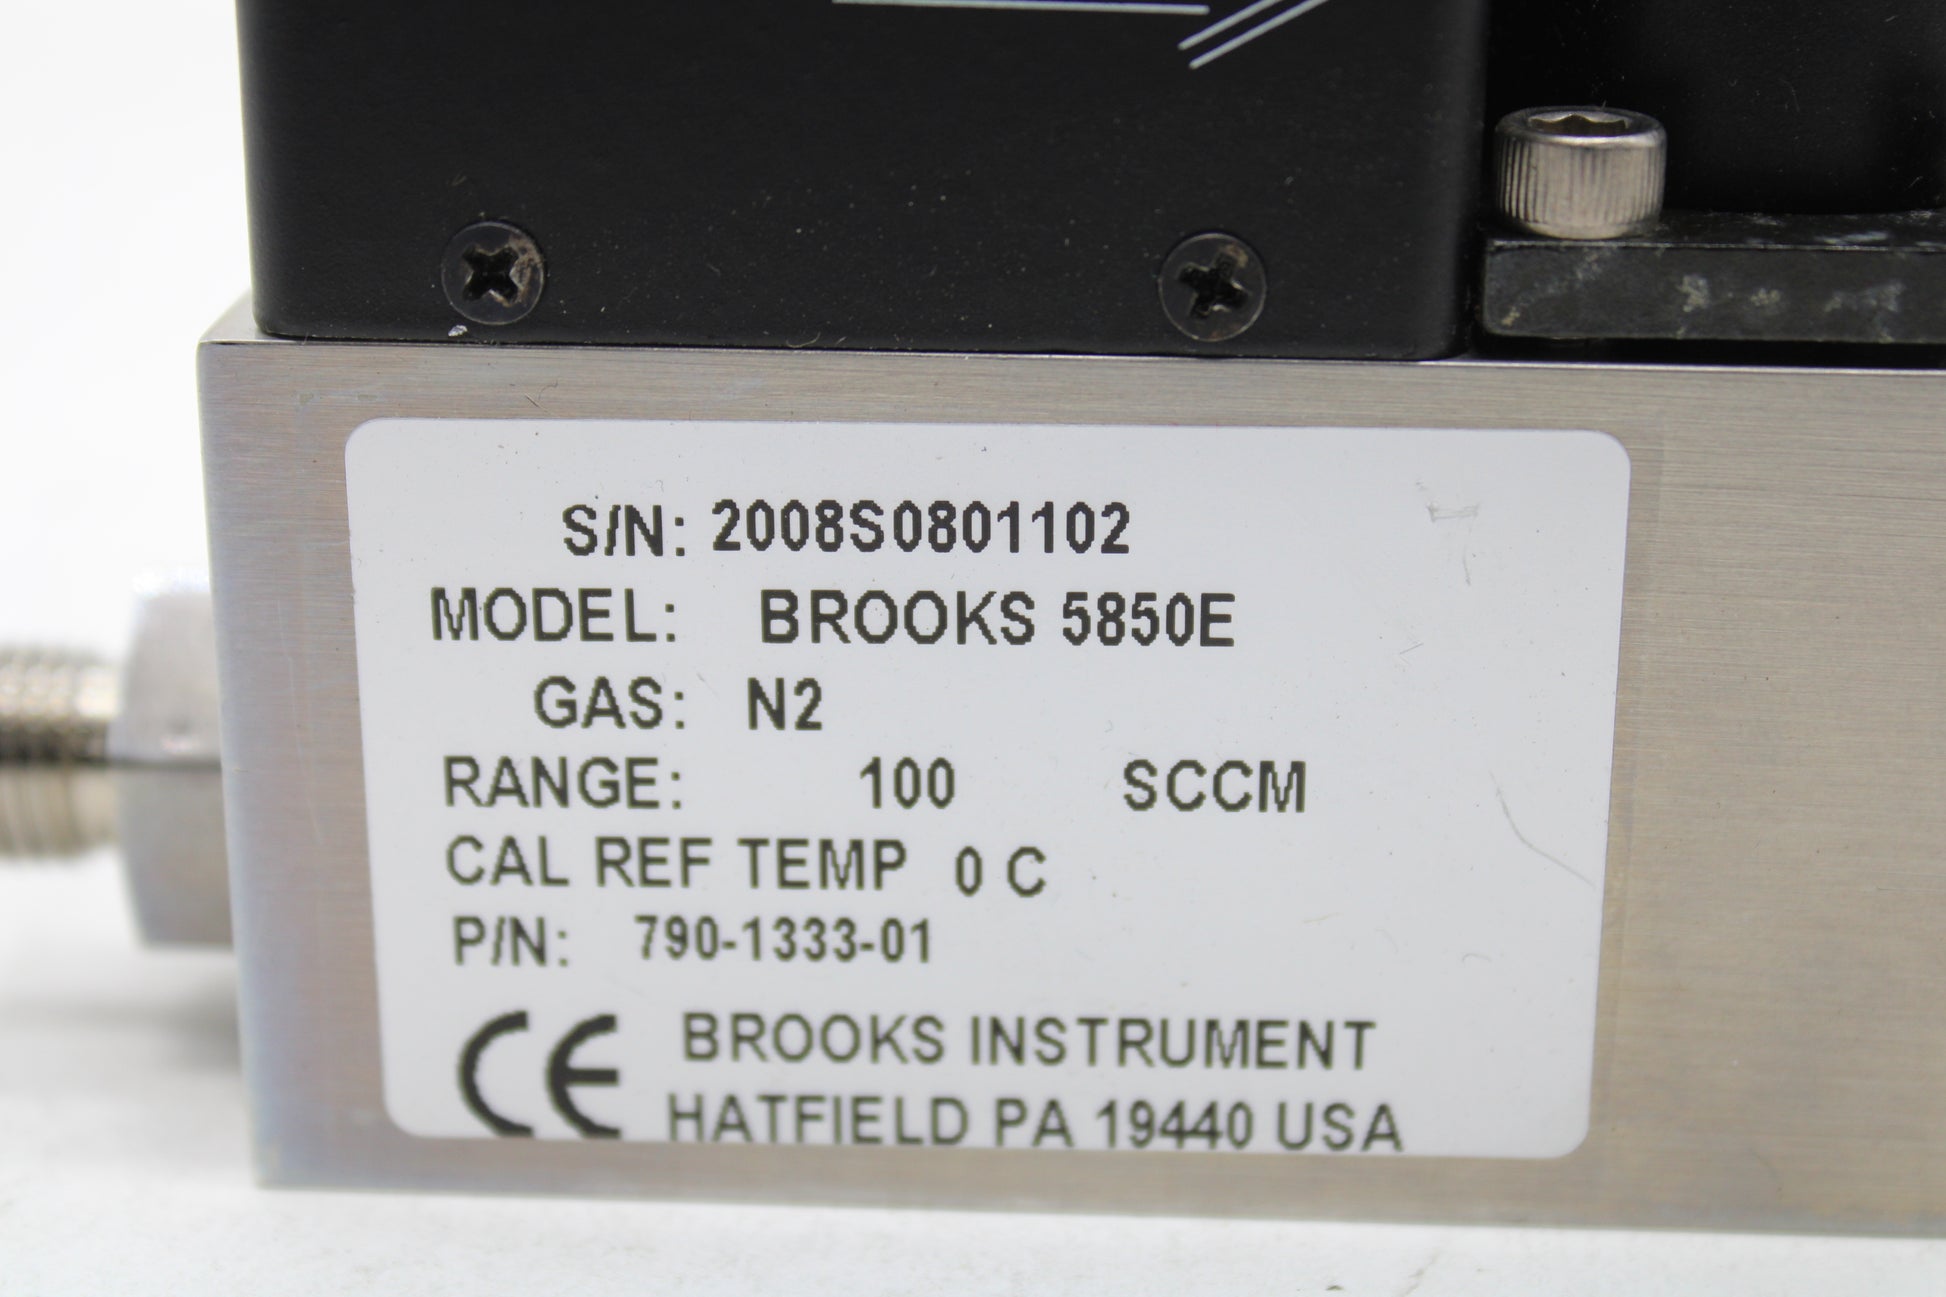 S/N: 2008S0801102
MODEL: BROOKS 5850E
GAS: N2
RANGE: 100 SCCM
CAL REF TEMP 0 C
P/N: 790-1333-01
CE BROOKS INSTRUMENT
HATFIELD PA 19440 USA